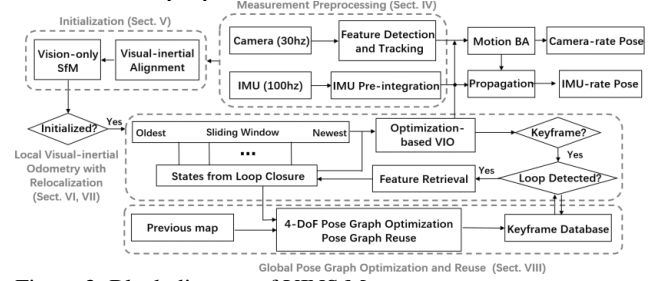 Initialization (Sect. V)
Measurement Preprocessing (Sect. IV)
Vision-only
SfM
Visual-inertial
Alignment
Camera (30hz)
Feature Detection
and Tracking
IMU (100hz)
IMU Pre-integration
Motion BA
Camera-rate Pose
Propagation
IMU-rate Pose
Initialized?
Yes
Local Visual-inertial
Odometry with
Relocalization
(Sect. VI, VII)
Oldest Sliding Window Newest
...
States from Loop Closure
Optimization-
based VIO
Keyframe?
Yes
Feature Retrieval
Yes
Loop Detected?
Previous map
4-DoF Pose Graph Optimization
Pose Graph Reuse
Keyframe Database
Global Pose Graph Optimization and Reuse (Sect. VIII)